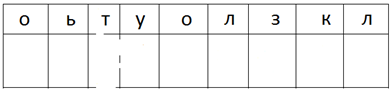 о ь т у о л з к л